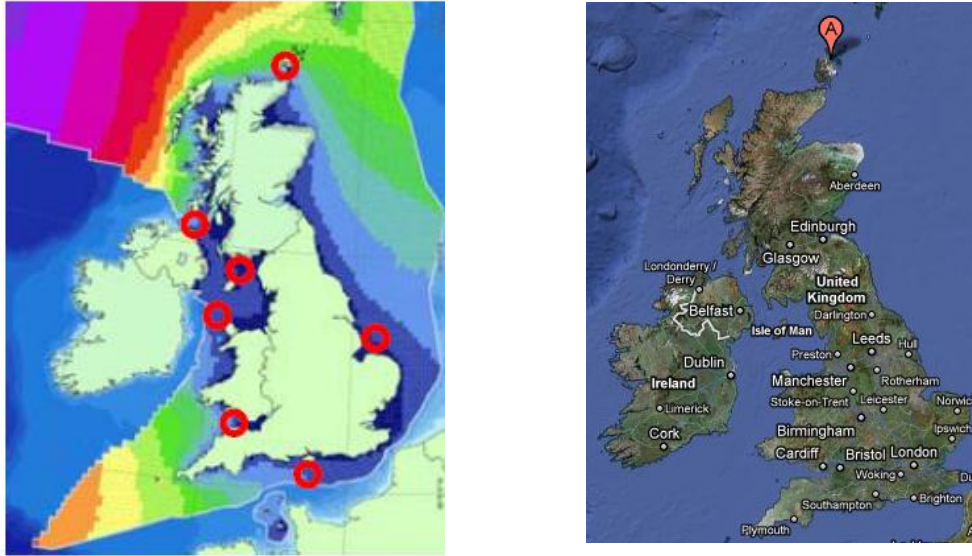 A
Aberdeen
Edinburgh
Glasgow
Londonderry /
Derry
United
Kingdom
Belfast
Darlington
Isle of Man
Leeds
Hull
Preston
Dublin
Manchester
Rotherham
Ireland
Stoke-on-Trent
Leicester
Norwic
Limerick
Birmingham
Ipswich
Cork
Cardiff
Bristol
London
Woking
Du
Southampton
Brighton
Plymouth